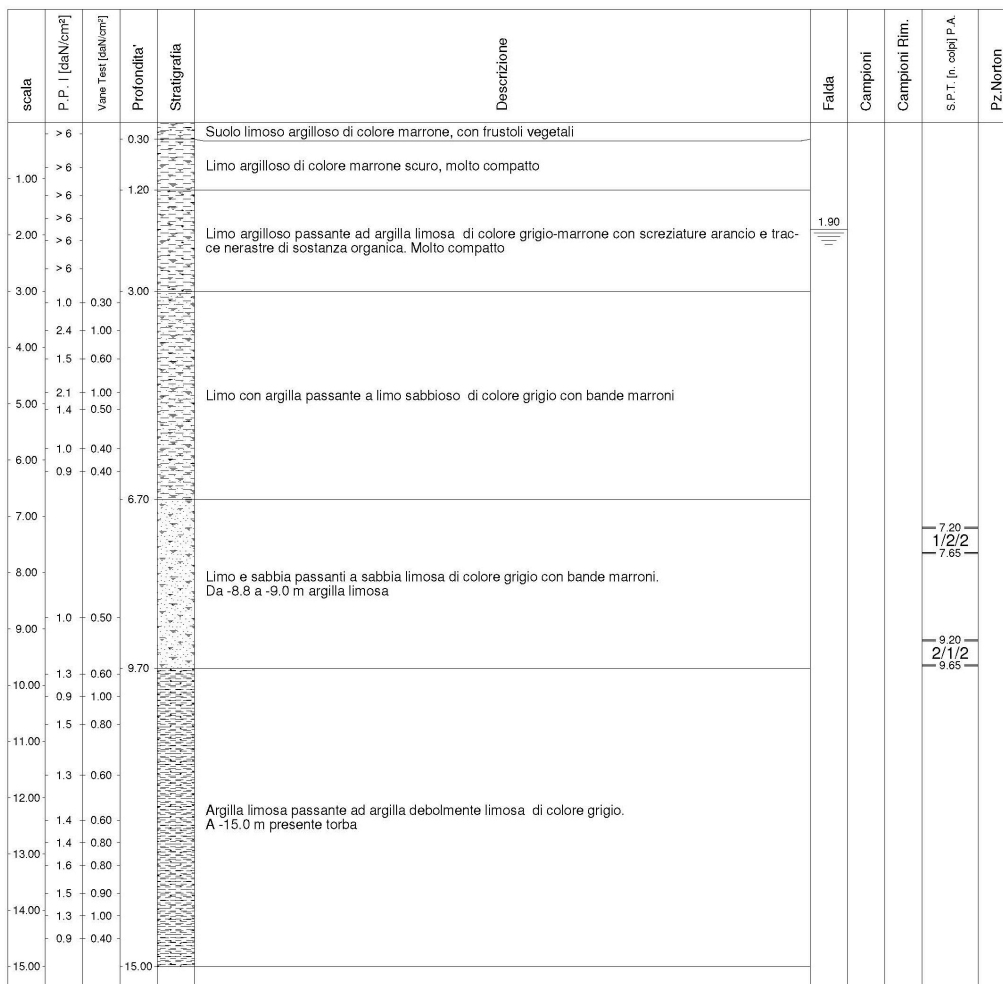 scala P.P. I [daN/cm²] Vane Test [daN/cm²] Profondita' Stratigrafia Descrizione Falda Campioni Campioni Rim. S.P.T. [n. colpi] P.A. Pz.Norton
> 6 Suolo limoso argilloso di colore marrone, con frustoli vegetali
0.30
> 6 Limo argilloso di colore marrone scuro, molto compatto
1.00
1.20
> 6
> 6 1.90
2.00 Limo argilloso passante ad argilla limosa di colore grigio-marrone con screziature arancio e trac-
> 6 ce nerastre di sostanza organica. Molto compatto
> 6
3.00 3.00
1.0 0.30
2.4 1.00
4.00
1.5 0.60
2.1 1.00 Limo con argilla passante a limo sabbioso di colore grigio con bande marroni
5.00 1.4 0.50
1.0 0.40
6.00
0.9 0.40
6.70
7.00
7.20
1/2/2
7.65
8.00 Limo e sabbia passanti a sabbia limosa di colore grigio con bande marroni.
Da -8.8 a -9.0 m argilla limosa
1.0 0.50
9.00
9.20
2/1/2
9.65
9.70
1.3 0.60
10.00
0.9 1.00
1.5 0.80
11.00
1.3 0.60
12.00
Argilla limosa passante ad argilla debolmente limosa di colore grigio.
1.4 0.60 A -15.0 m presente torba
1.4 0.80
13.00
1.6 0.80
1.5 0.90
14.00 1.3 1.00
0.9 0.40
15.00 15.00